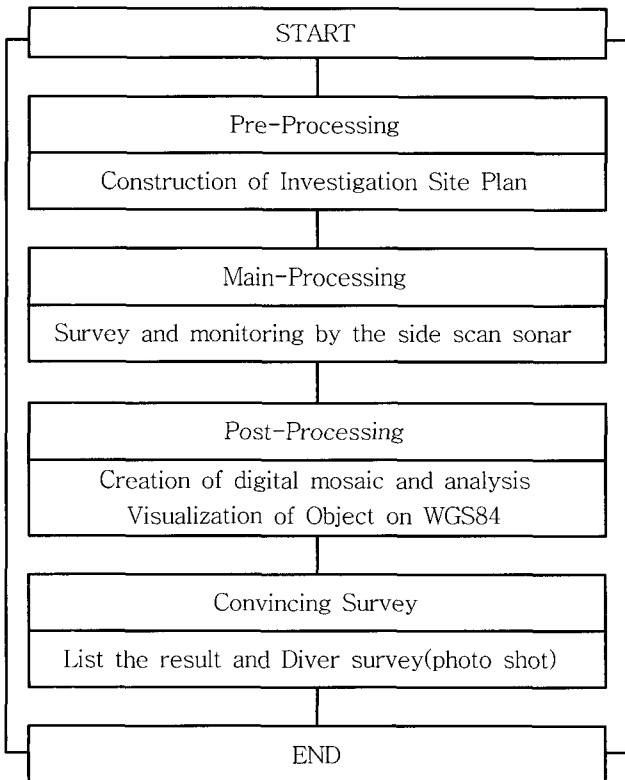 START
Pre-Processing
Construction of Investigation Site Plan
Main-Processing
Survey and monitoring by the side scan sonar
Post-Processing
Creation of digital mosaic and analysis
Visualization of Object on WGS84
Convincing Survey
List the result and Diver survey(photo shot)
END